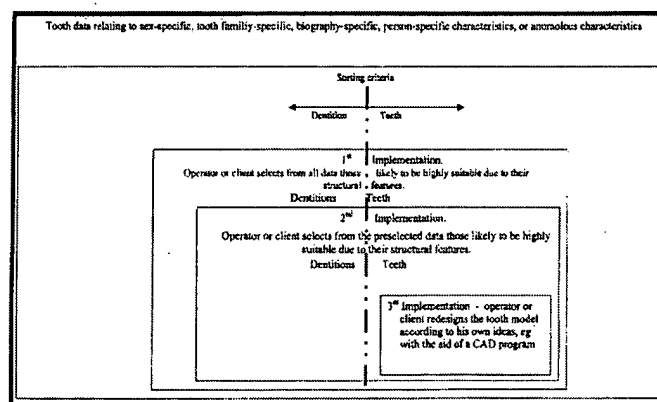 Tooth data relating to sex-specific, tooth familiy-specific, biography-specific, person-specific characteristics, or anomalous characteristics
Sorting criteria
Dentition Teeth
1st Implementation.
Operator or client selects from all data those likely to be highly suitable due to their
structural features.
Dentitions Teeth
2nd Implementation.
Operator or client selects from the preselected data those likely to be highly
suitable due to their structural features.
Dentitions Teeth
3rd Implementation - operator or
client redesigns the tooth model
according to his own ideas, eg
with the aid of a CAD program